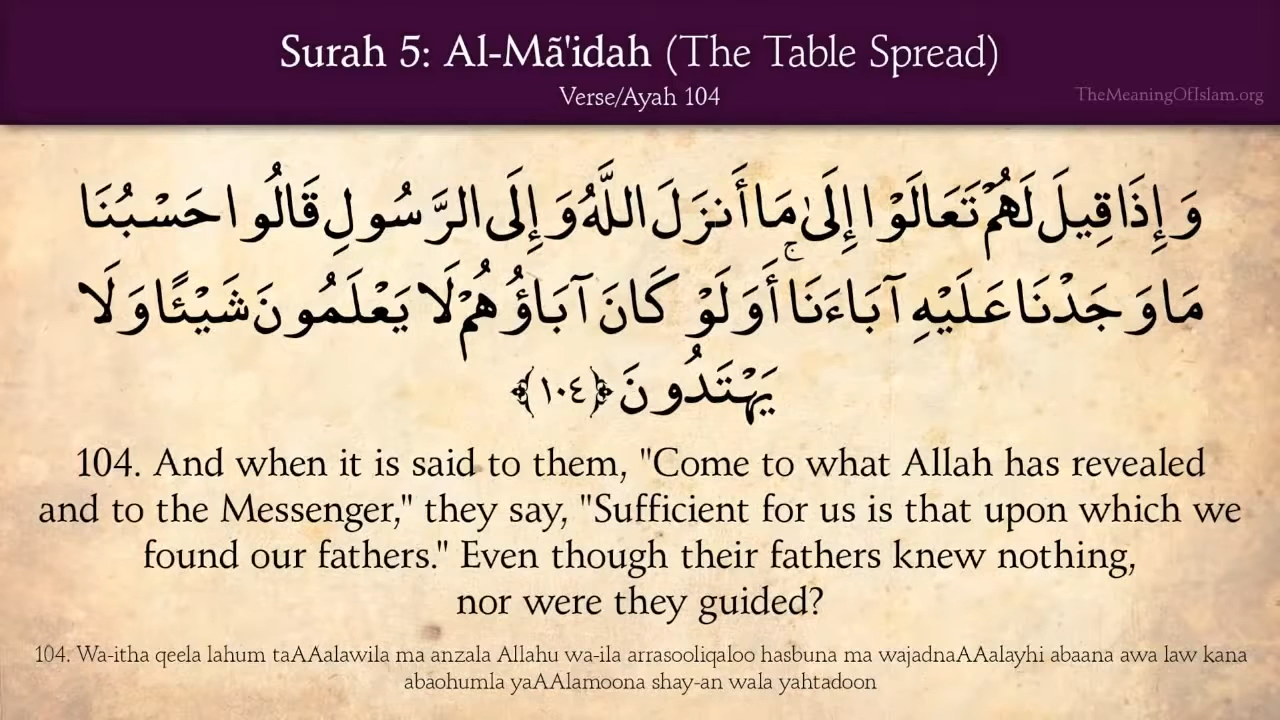 Surah 5: Al-Mã'idah (The Table Spread)
Verse/Ayah 104
TheMeaningOfIslam.org
وَإِذَا قِيلَ لَهُمْ تَعَالَوْا إِلَىٰ مَا أَنزَلَ اللَّهُ وَإِلَى الرَّسُولِ قَالُوا حَسْبُنَا
مَا وَجَدْنَا عَلَيْهِ آبَاءَنَا ۚ أَوَلَوْ كَانَ آبَاؤُهُمْ لَا يَعْلَمُونَ شَيْئًا وَلَا
يَهْتَدُونَ ﴿١٠٤﴾
104. And when it is said to them, "Come to what Allah has revealed
and to the Messenger," they say, "Sufficient for us is that upon which we
found our fathers." Even though their fathers knew nothing,
nor were they guided?
104. Wa-itha qeela lahum taAAalawila ma anzala Allahu wa-ila arrasooliqaloo hasbuna ma wajadnaAAalayhi abaana awa law kana
abaohumla yaAAlamoona shay-an wala yahtadoon